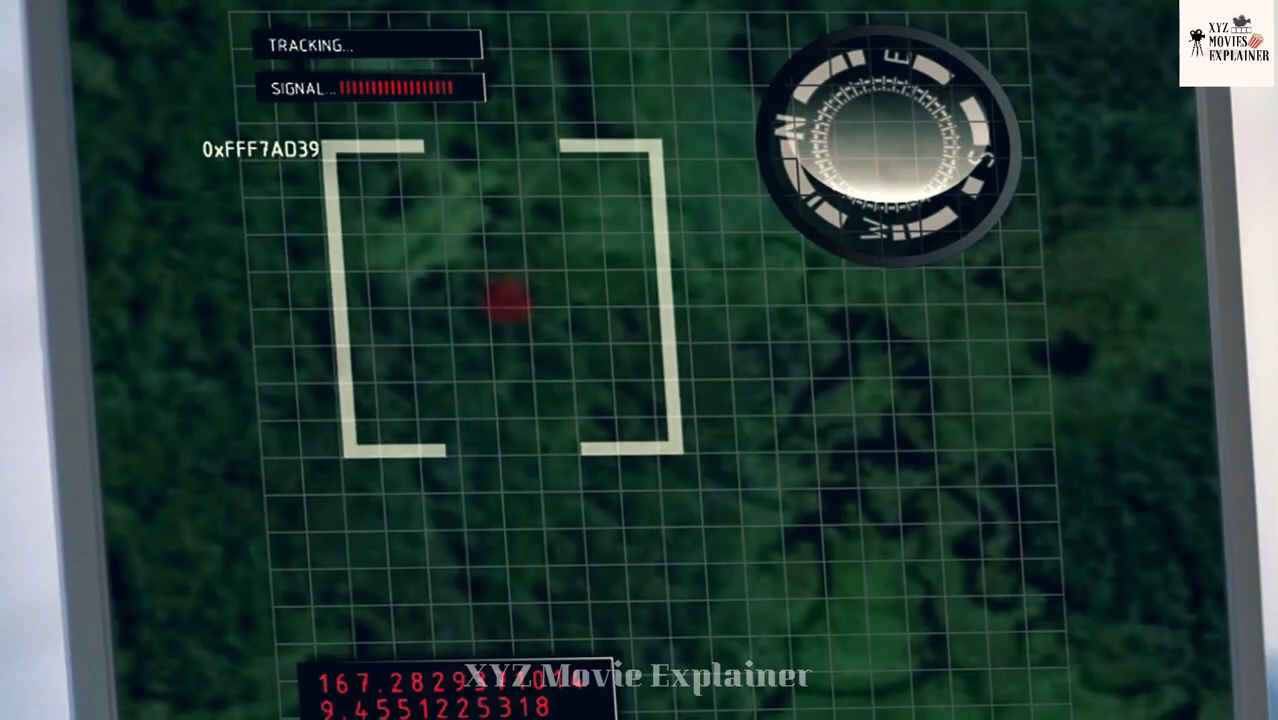 TRACKING...
SIGNAL...
0xFFF7AD39
N
E
S
W
XYZ
MOVIES
EXPLAINER
XYZ Movie Explainer
9.4551225318